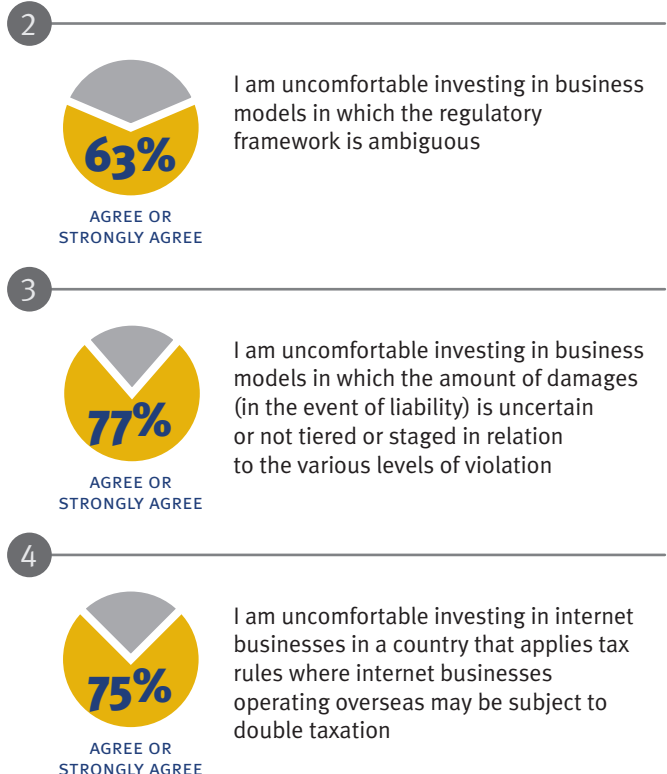 2
I am uncomfortable investing in business
models in which the regulatory
framework is ambiguous
63%
AGREE OR
STRONGLY AGREE
3
I am uncomfortable investing in business
models in which the amount of damages
(in the event of liability) is uncertain
or not tiered or staged in relation
to the various levels of violation
77%
AGREE OR
STRONGLY AGREE
4
I am uncomfortable investing in internet
businesses in a country that applies tax
rules where internet businesses
operating overseas may be subject to
double taxation
75%
AGREE OR
STRONGLY AGREE